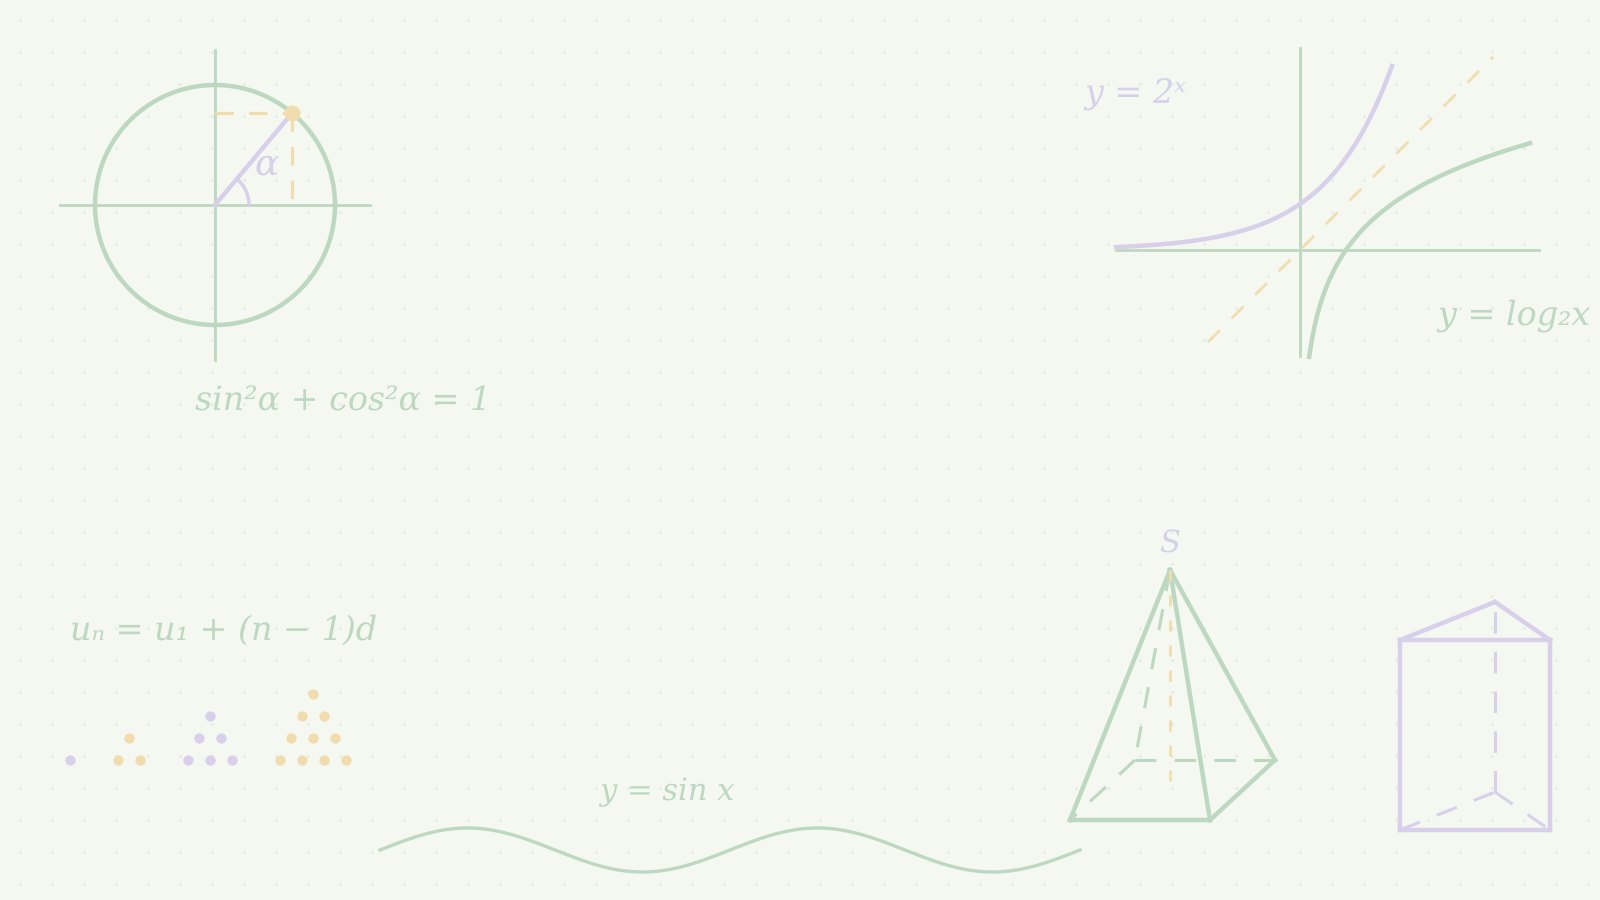 y = 2ˣ
α
y = log₂x
sin²α + cos²α = 1
S
uₙ = u₁ + (n − 1)d
y = sin x